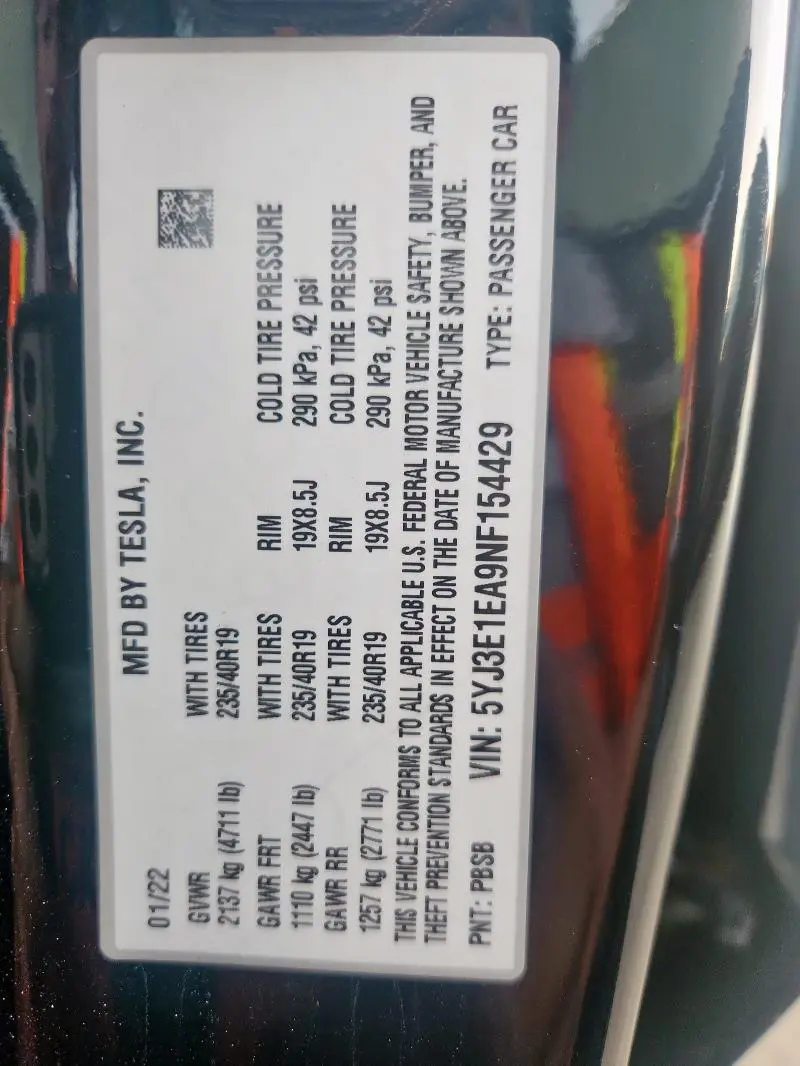 MFD BY TESLA, INC.
01/22
GVWR WITH TIRES
2137 kg (4711 lb) 235/40R19
GAWR FRT WITH TIRES RIM COLD TIRE PRESSURE
1110 kg (2447 lb) 235/40R19 19X8.5J 290 kPa, 42 psi
GAWR RR WITH TIRES RIM COLD TIRE PRESSURE
1257 kg (2771 lb) 235/40R19 19X8.5J 290 kPa, 42 psi
THIS VEHICLE CONFORMS TO ALL APPLICABLE U.S. FEDERAL MOTOR VEHICLE SAFETY, BUMPER, AND
THEFT PREVENTION STANDARDS IN EFFECT ON THE DATE OF MANUFACTURE SHOWN ABOVE.
PNT: PBSB VIN: 5YJ3E1EA9NF154429 TYPE: PASSENGER CAR